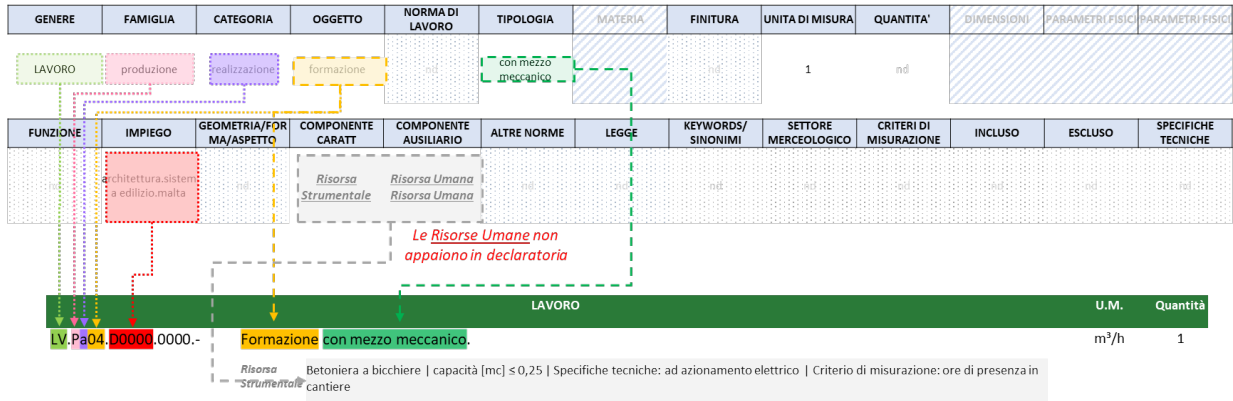 GENERE FAMIGLIA CATEGORIA OGGETTO NORMA DI LAVORO TIPOLOGIA MATERIA FINITURA UNITA DI MISURA QUANTITA' DIMENSIONI PARAMETRI FISICI PARAMETRI FISICI
LAVORO produzione realizzazione formazione nd con mezzo meccanico nd 1 nd
FUNZIONE IMPIEGO GEOMETRIA/FORMA/ASPETTO COMPONENTE CARATT COMPONENTE AUSILIARIO ALTRE NORME LEGGE KEYWORDS/ SINONIMI SETTORE MERCEOLOGICO CRITERI DI MISURAZIONE INCLUSO ESCLUSO SPECIFICHE TECNICHE
nd architettura.sistema edilizio.malta nd Risorsa Strumentale Risorsa Umana Risorsa Umana nd nd nd nd nd nd nd nd
Le Risorse Umane non
appaiono in declaratoria
LAVORO U.M. Quantità
LV.Pa04.D0000.0000.- Formazione con mezzo meccanico. m³/h 1
Risorsa Strumentale
Betoniera a bicchiere | capacità [mc] ≤ 0,25 | Specifiche tecniche: ad azionamento elettrico | Criterio di misurazione: ore di presenza in
cantiere